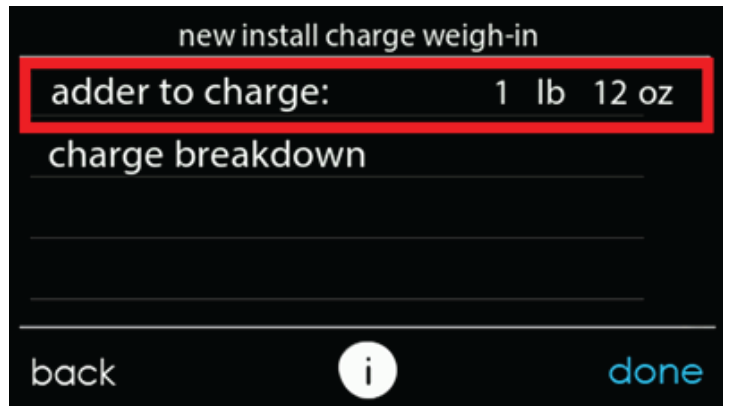 new install charge weigh-in
adder to charge: 1 lb 12 oz
charge breakdown
back i done